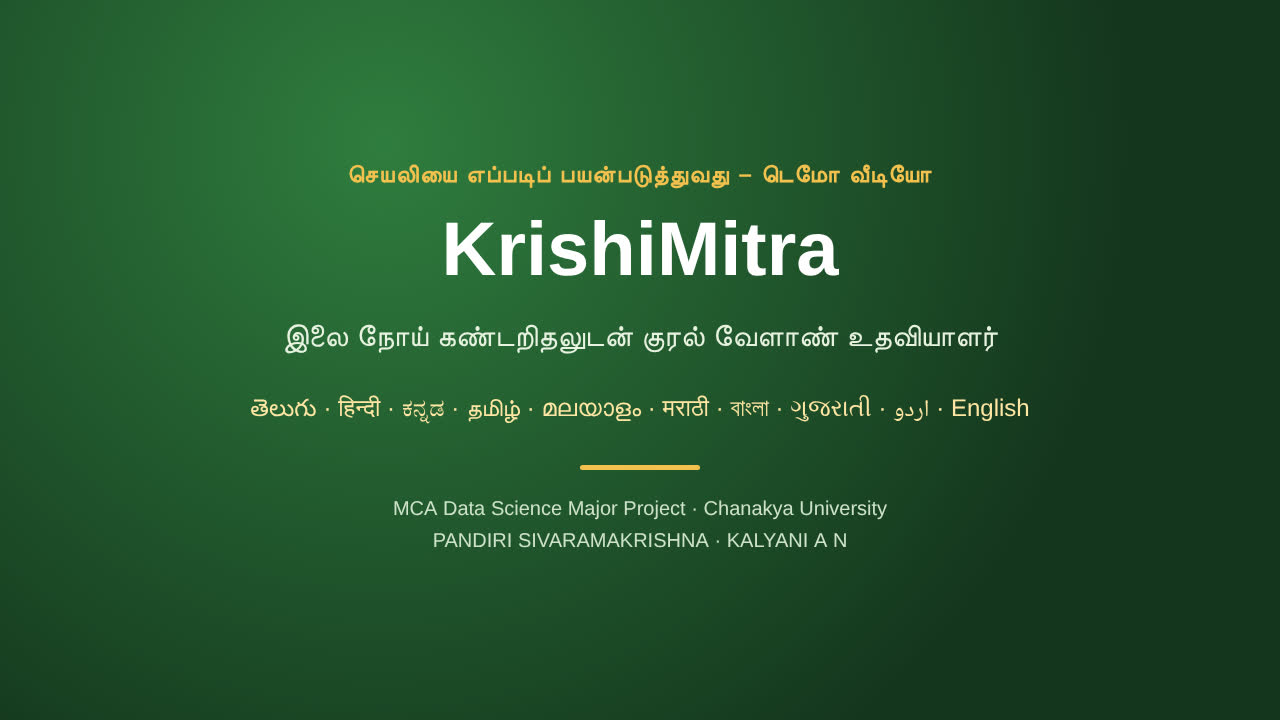 செயலியை எப்படிப் பயன்படுத்துவது – டெமோ வீடியோ
KrishiMitra
இலை நோய் கண்டறிதலுடன் குரல் வேளாண் உதவியாளர்
తెలుగు · हिन्दी · ಕನ್ನಡ · தமிழ் · മലയാളം · मराठी · বাংলা · ગુજરાતી · اردو · English
MCA Data Science Major Project · Chanakya University
PANDIRI SIVARAMAKRISHNA · KALYANI A N